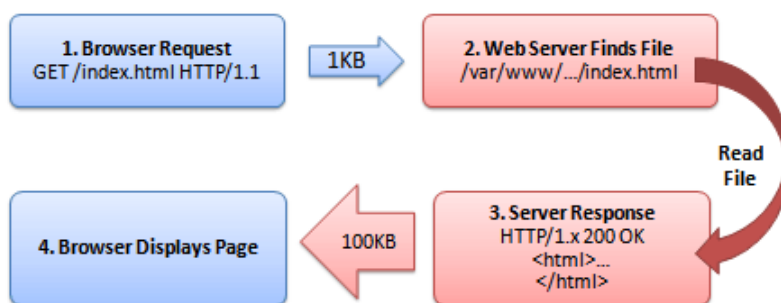 1. Browser Request
GET /index.html HTTP/1.1
1KB
2. Web Server Finds File
/var/www/.../index.html
Read
File
3. Server Response
HTTP/1.x 200 OK
<html>...
</html>
100KB
4. Browser Displays Page